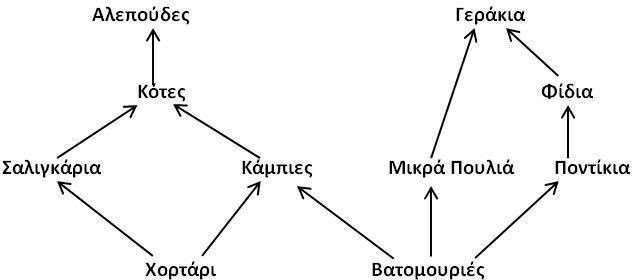 Αλεπούδες Γεράκια
Κότες Φίδια
Σαλιγκάρια Κάμπιες Μικρά Πουλιά Ποντίκια
Χορτάρι Βατομουριές